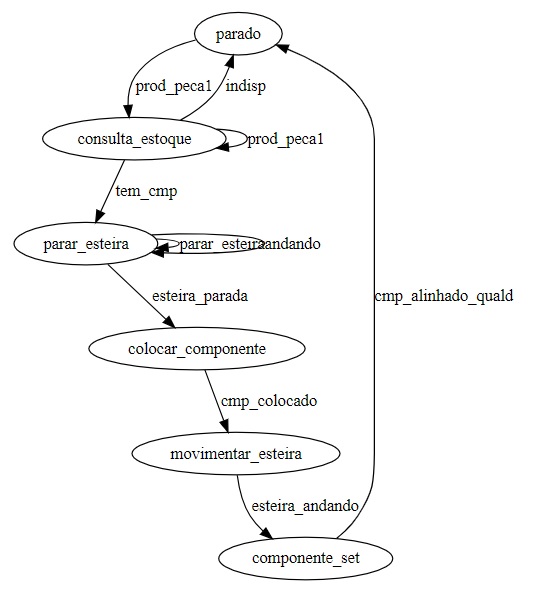 parado
prod_peca1
indisp
consulta_estoque
prod_peca1
tem_cmp
parar_esteira
parar_esteira
andando
esteira_parada
cmp_alinhado_quald
colocar_componente
cmp_colocado
movimentar_esteira
esteira_andando
componente_set